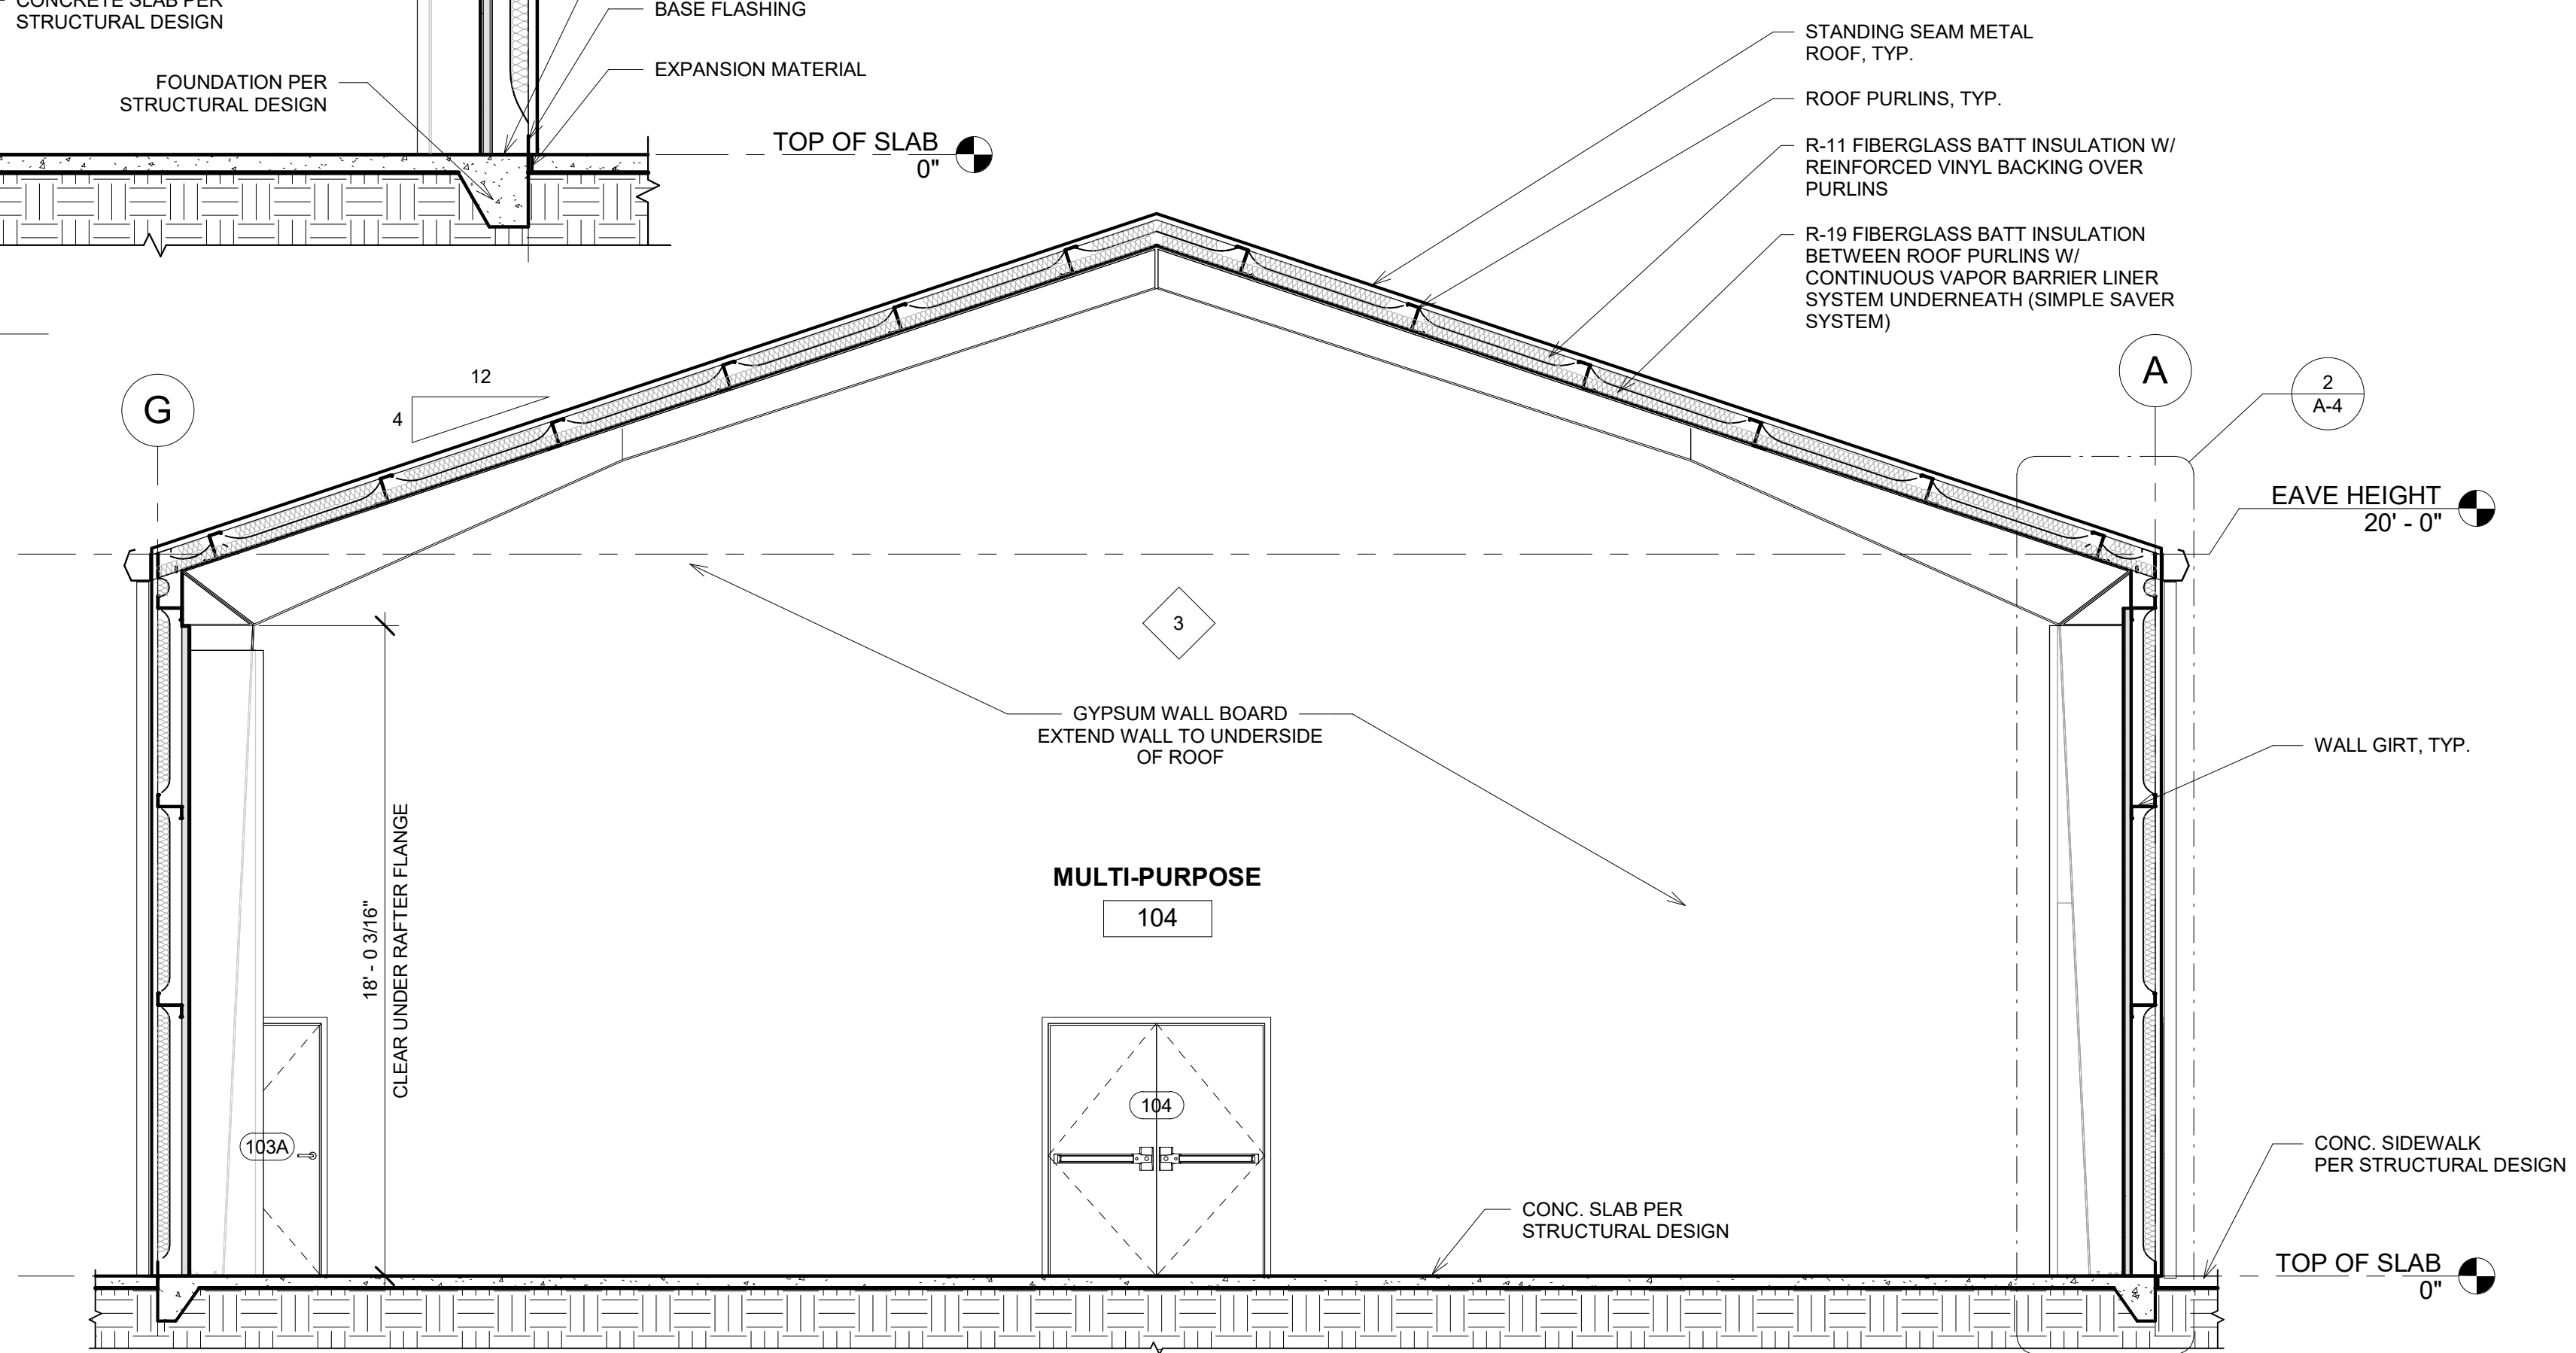 CONCRETE SLAB PER
STRUCTURAL DESIGN
FOUNDATION PER
STRUCTURAL DESIGN
BASE FLASHING
EXPANSION MATERIAL
TOP OF SLAB
0"
STANDING SEAM METAL
ROOF, TYP.
ROOF PURLINS, TYP.
R-11 FIBERGLASS BATT INSULATION W/
REINFORCED VINYL BACKING OVER
PURLINS
R-19 FIBERGLASS BATT INSULATION
BETWEEN ROOF PURLINS W/
CONTINUOUS VAPOR BARRIER LINER
SYSTEM UNDERNEATH (SIMPLE SAVER
SYSTEM)
G
12
4
A
2
A-4
EAVE HEIGHT
20' - 0"
3
GYPSUM WALL BOARD
EXTEND WALL TO UNDERSIDE
OF ROOF
WALL GIRT, TYP.
18' - 0 3/16"
CLEAR UNDER RAFTER FLANGE
MULTI-PURPOSE
104
104
103A
CONC. SLAB PER
STRUCTURAL DESIGN
CONC. SIDEWALK
PER STRUCTURAL DESIGN
TOP OF SLAB
0"